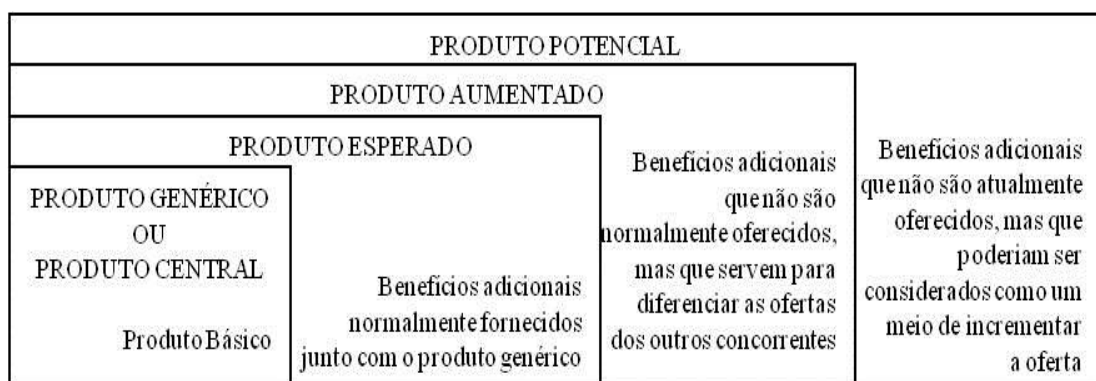 PRODUTO POTENCIAL
PRODUTO AUMENTADO
PRODUTO ESPERADO
PRODUTO GENÉRICO
OU
PRODUTO CENTRAL
Produto Básico
Benefícios adicionais
normalmente fornecidos
junto com o produto genérico
Benefícios adicionais
que não são
normalmente oferecidos,
mas que servem para
diferenciar as ofertas
dos outros concorrentes
Benefícios adicionais
que não são atualmente
oferecidos, mas que
poderiam ser
considerados como um
meio de incrementar
a oferta